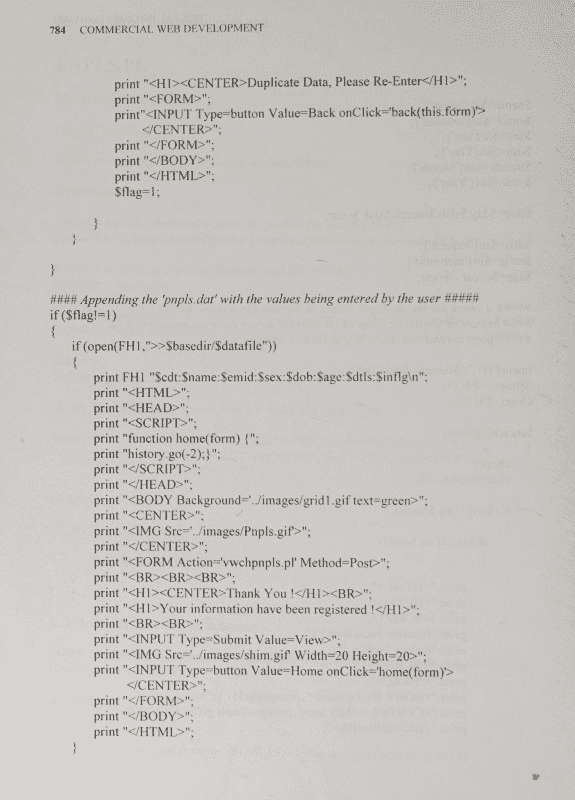 784 COMMERCIAL WEB DEVELOPMENT
print "<H1><CENTER>Duplicate Data, Please Re-Enter</H1>";
print "<FORM>";
print"<INPUT Type=button Value=Back onClick='back(this.form)'>
</CENTER>";
print "</FORM>";
print "</BODY>";
print "</HTML>";
$flag=1;
}
}
}
#### Appending the 'pnpls.dat' with the values being entered by the user #####
if ($flag!=1)
{
if (open(FH1,">>$basedir/$datafile"))
{
print FH1 "$cdt:$name:$emid:$sex:$dob:$age:$dtls:$inflg\n";
print "<HTML>";
print "<HEAD>";
print "<SCRIPT>";
print "function home(form) {";
print "history.go(-2);}";
print "</SCRIPT>";
print "</HEAD>";
print "<BODY Background='../images/grid1.gif text=green>";
print "<CENTER>";
print "<IMG Src='../images/Pnpls.gif'>";
print "</CENTER>";
print "<FORM Action='vwchpnpls.pl' Method=Post>";
print "<BR><BR><BR>";
print "<H1><CENTER>Thank You !</H1><BR>";
print "<H1>Your information have been registered !</H1>";
print "<BR><BR>";
print "<INPUT Type=Submit Value=View>";
print "<IMG Src='../images/shim.gif' Width=20 Height=20>";
print "<INPUT Type=button Value=Home onClick='home(form)'>
</CENTER>";
print "</FORM>";
print "</BODY>";
print "</HTML>";
}